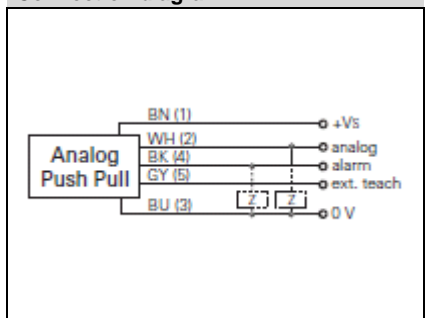 BN (1) +Vs
WH (2) analog
Analog BK (4) alarm
Push Pull GY (5) ext. teach
Z Z
BU (3) 0 V